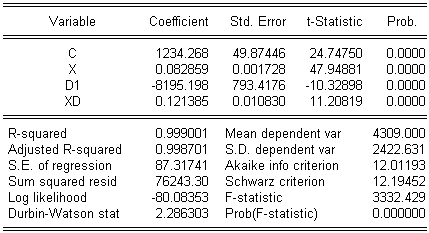 Variable Coefficient Std. Error t-Statistic Prob.
C 1234.268 49.87446 24.74750 0.0000
X 0.082859 0.001728 47.94881 0.0000
D1 -8195.198 793.4176 -10.32898 0.0000
XD 0.121385 0.010830 11.20819 0.0000
R-squared 0.999001 Mean dependent var 4309.000
Adjusted R-squared 0.998701 S.D. dependent var 2422.631
S.E. of regression 87.31741 Akaike info criterion 12.01193
Sum squared resid 76243.30 Schwarz criterion 12.19452
Log likelihood -80.08353 F-statistic 3332.429
Durbin-Watson stat 2.286303 Prob(F-statistic) 0.000000